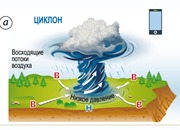 а
ЦИКЛОН
Восходящие
потоки
воздуха
В
В
Низкое давление
В
Н
В